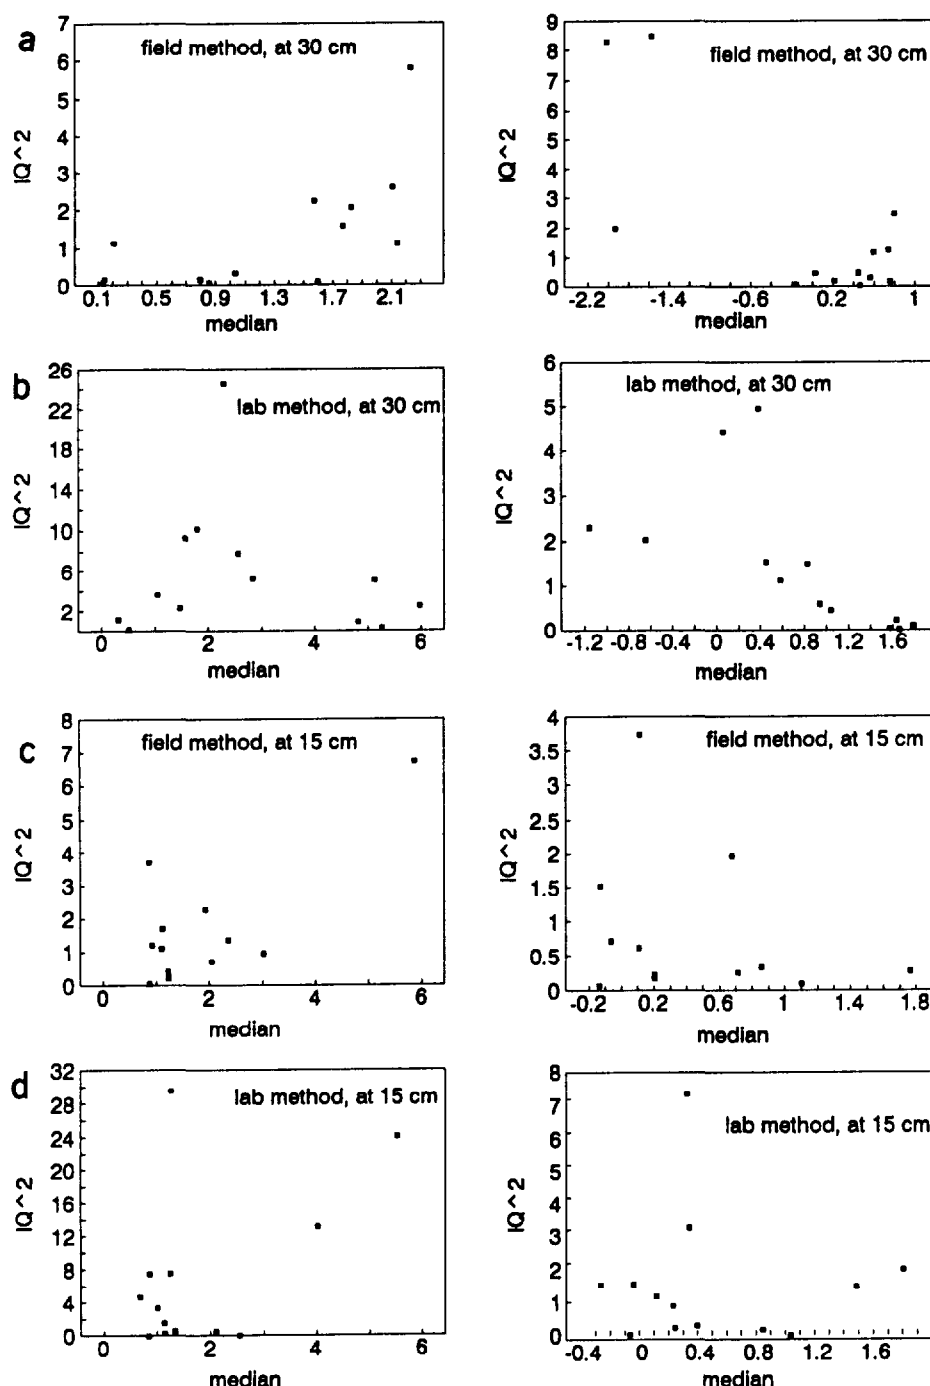 a
7
6
5
4
3
2
1
0
IQ^2
field method, at 30 cm
0.1 0.5 0.9 1.3 1.7 2.1
median
9
8
7
6
5
4
3
2
1
0
IQ^2
field method, at 30 cm
-2.2 -1.4 -0.6 0.2 1
median
b
26
22
18
14
10
6
2
IQ^2
lab method, at 30 cm
0 2 4 6
median
6
5
4
3
2
1
0
IQ^2
lab method, at 30 cm
-1.2 -0.8 -0.4 0 0.4 0.8 1.2 1.6
median
c
8
7
6
5
4
3
2
1
0
IQ^2
field method, at 15 cm
0 2 4 6
median
4
3.5
3
2.5
2
1.5
1
0.5
0
IQ^2
field method, at 15 cm
-0.2 0.2 0.6 1 1.4 1.8
median
d
32
28
24
20
16
12
8
4
0
IQ^2
lab method, at 15 cm
0 2 4 6
median
8
7
6
5
4
3
2
1
0
IQ^2
lab method, at 15 cm
-0.4 0 0.4 0.8 1.2 1.6
median